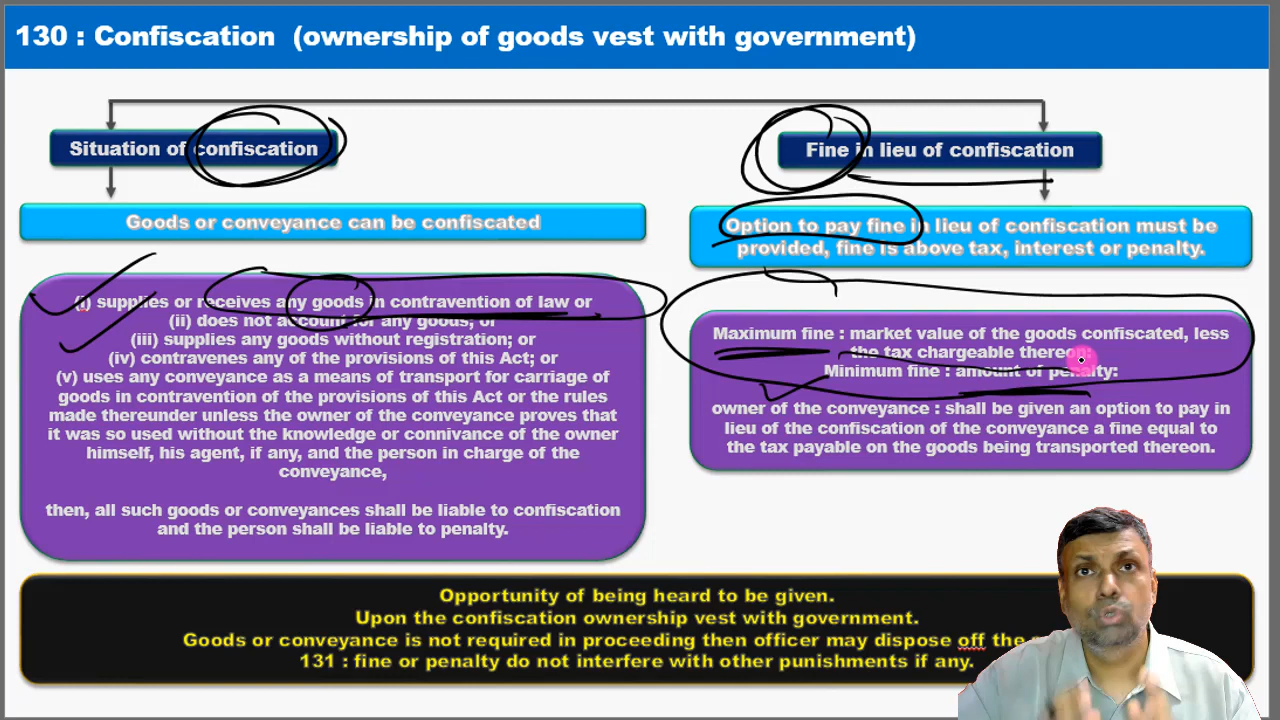 130 : Confiscation (ownership of goods vest with government)
Situation of confiscation
Goods or conveyance can be confiscated
(i) supplies or receives any goods in contravention of law or
(ii) does not account for any goods; or
(iii) supplies any goods without registration; or
(iv) contravenes any of the provisions of this Act; or
(v) uses any conveyance as a means of transport for carriage of
goods in contravention of the provisions of this Act or the rules
made thereunder unless the owner of the conveyance proves that
it was so used without the knowledge or connivance of the owner
himself, his agent, if any, and the person in charge of the
conveyance,
then, all such goods or conveyances shall be liable to confiscation
and the person shall be liable to penalty.
Fine in lieu of confiscation
Option to pay fine in lieu of confiscation must be
provided, fine is above tax, interest or penalty.
Maximum fine : market value of the goods confiscated, less
the tax chargeable thereon:
Minimum fine : amount of penalty:
owner of the conveyance : shall be given an option to pay in
lieu of the confiscation of the conveyance a fine equal to
the tax payable on the goods being transported thereon.
Opportunity of being heard to be given.
Upon the confiscation ownership vest with government.
Goods or conveyance is not required in proceeding then officer may dispose off the
131 : fine or penalty do not interfere with other punishments if any.